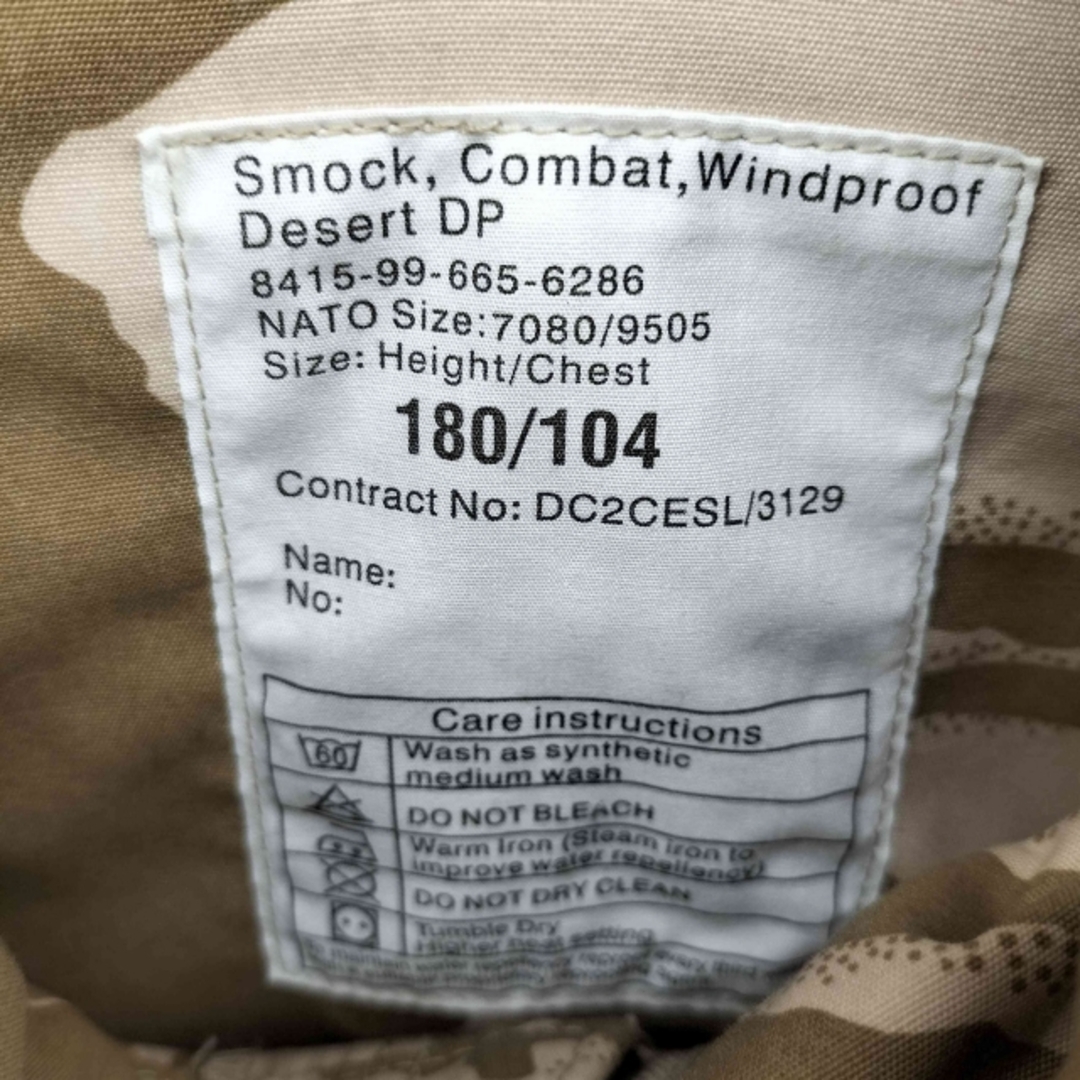 Smock, Combat,Windproof
Desert DP
8415-99-665-6286
NATO Size:7080/9505
Size: Height/Chest
180/104
Contract No: DC2CESL/3129
Name:
No:
Care instructions
60
Wash as synthetic
medium wash
DO NOT BLEACH
Warm Iron (Steam iron to
improve water repellency)
DO NOT DRY CLEAN
Tumble Dry
Higher heat setting